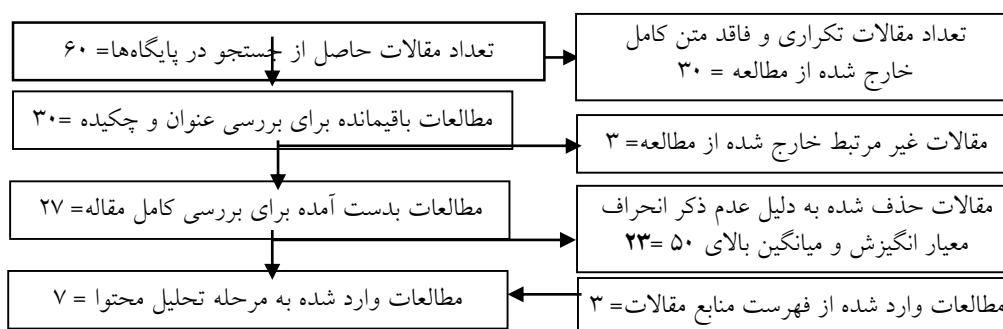 تعداد مقالات حاصل از جستجو در پایگاه‌ها= ۶۰
تعداد مقالات تکراری و فاقد متن کامل
خارج شده از مطالعه = ۳۰
مطالعات باقیمانده برای بررسی عنوان و چکیده =۳۰
مقالات غیر مرتبط خارج شده از مطالعه= ۳
مطالعات بدست آمده برای بررسی کامل مقاله= ۲۷
مقالات حذف شده به دلیل عدم ذکر انحراف
معیار انگیزش و میانگین بالای ۵۰ =۲۳
مطالعات وارد شده به مرحله تحلیل محتوا = ۷
مطالعات وارد شده از فهرست منابع مقالات= ۳